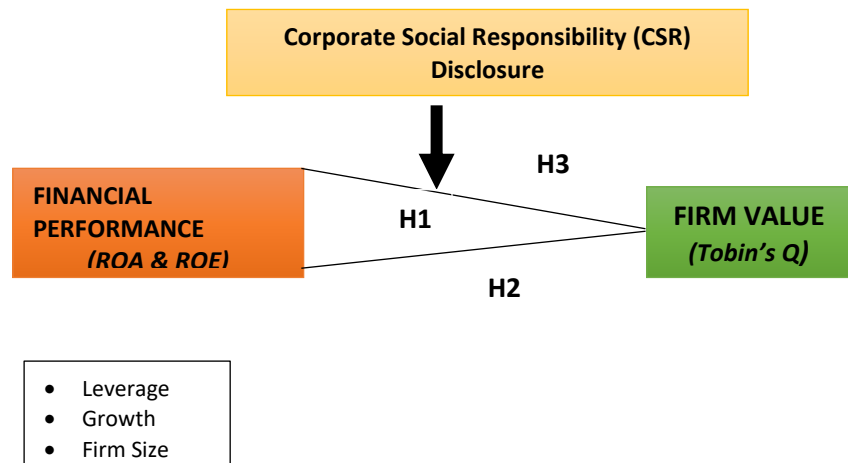 Corporate Social Responsibility (CSR)
Disclosure
H3
FINANCIAL
PERFORMANCE
(ROA & ROE)
H1
FIRM VALUE
(Tobin’s Q)
H2
• Leverage
• Growth
• Firm Size